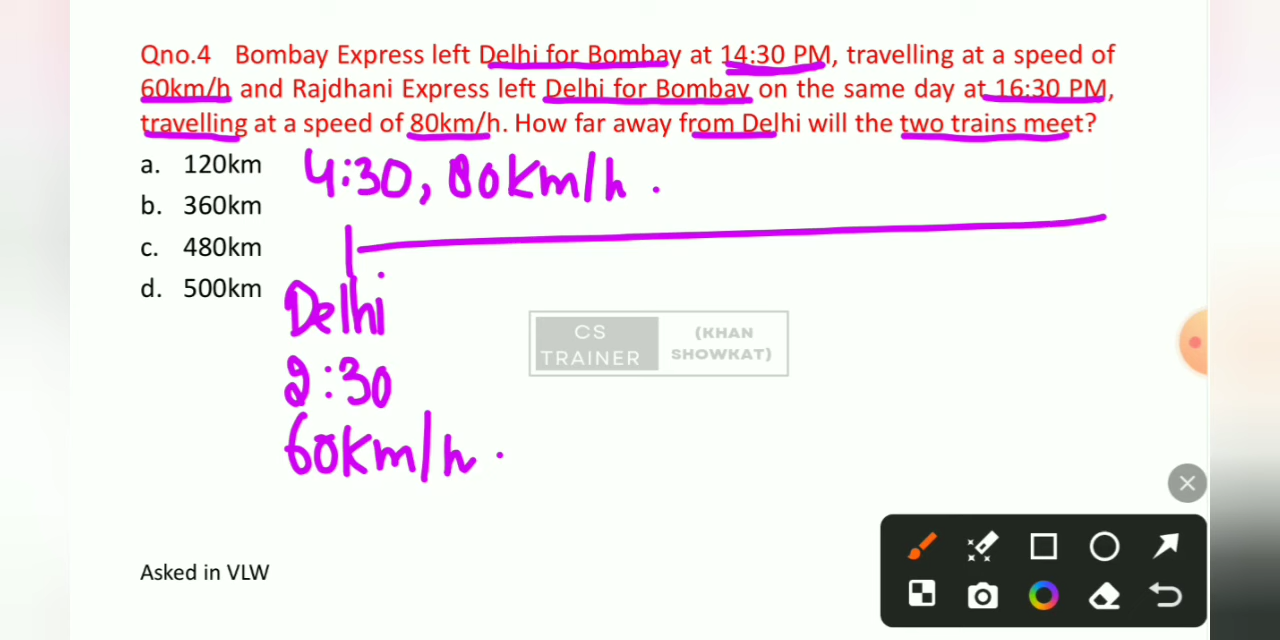 Qno.4 Bombay Express left Delhi for Bombay at 14:30 PM, travelling at a speed of
60km/h and Rajdhani Express left Delhi for Bombay on the same day at 16:30 PM,
travelling at a speed of 80km/h. How far away from Delhi will the two trains meet?
a. 120km
b. 360km
c. 480km
d. 500km
4:30, 80km/h .
Delhi
2:30
60km/h .
CS TRAINER
(KHAN SHOWKAT)
Asked in VLW